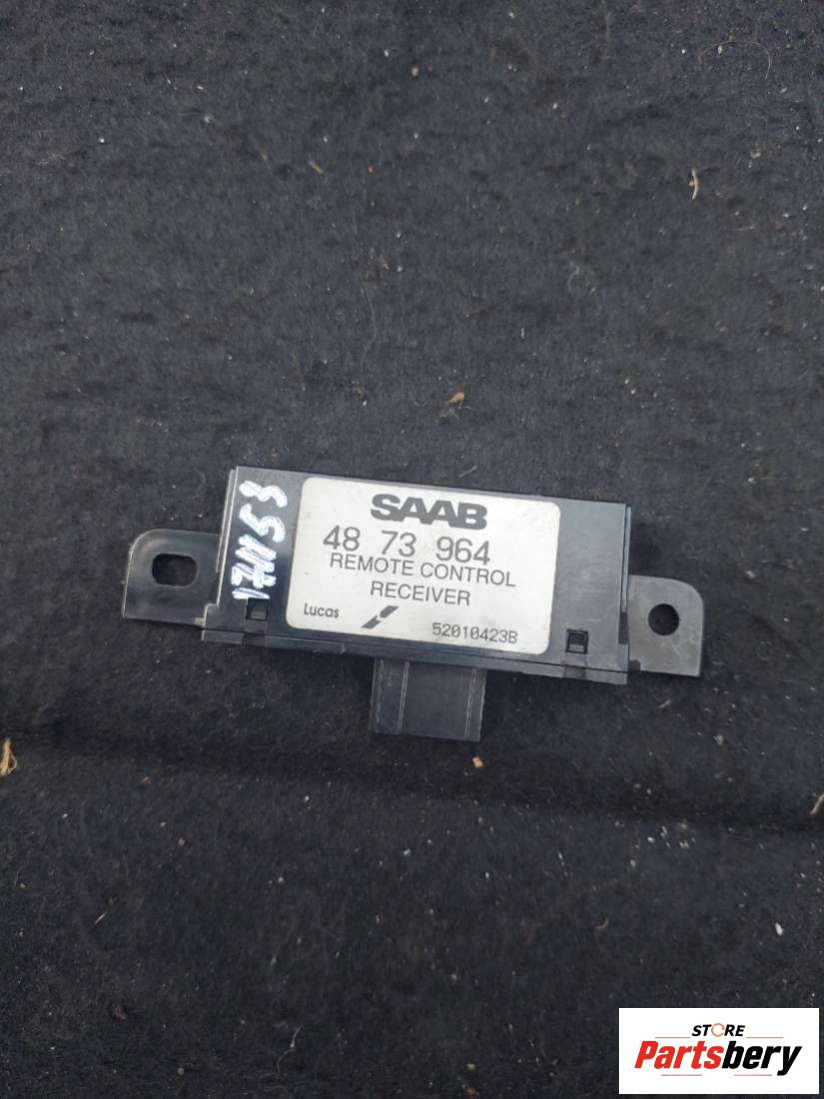 SAAB
48 73 964
REMOTE CONTROL
RECEIVER
Lucas
52010423B
STORE
Partsbery